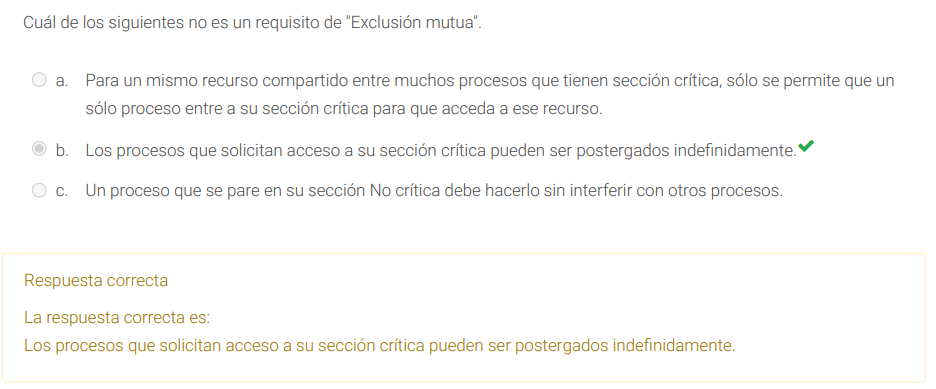 Cuál de los siguientes no es un requisito de "Exclusión mutua".
a. Para un mismo recurso compartido entre muchos procesos que tienen sección crítica, sólo se permite que un
sólo proceso entre a su sección crítica para que acceda a ese recurso.
b. Los procesos que solicitan acceso a su sección crítica pueden ser postergados indefinidamente.
c. Un proceso que se pare en su sección No crítica debe hacerlo sin interferir con otros procesos.
Respuesta correcta
La respuesta correcta es:
Los procesos que solicitan acceso a su sección crítica pueden ser postergados indefinidamente.